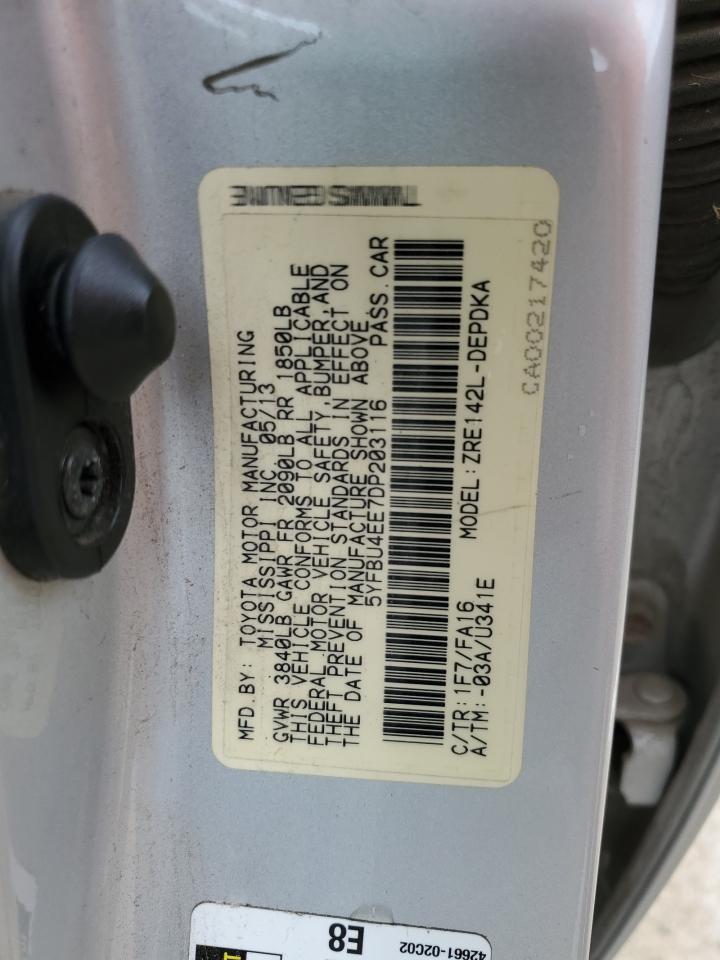 MFD.BY: TOYOTA MOTOR MANUFACTURING
MISSISSIPPI INC 05/13
GVWR 3840LB GAWR FR 2090LB RR 1850LB
THIS VEHICLE CONFORMS TO ALL APPLICABLE
FEDERAL MOTOR VEHICLE SAFETY,BUMPER,AND
THEFT PREVENTION STANDARDS IN EFFECT ON
THE DATE OF MANUFACTURE SHOWN ABOVE
5YFBU4EE7DP203116 PASS.CAR
C/TR:1F7/FA16 MODEL:ZRE142L-DEPDKA
A/TM:-03A/U341E
CA00217420
E8
42661-02C02